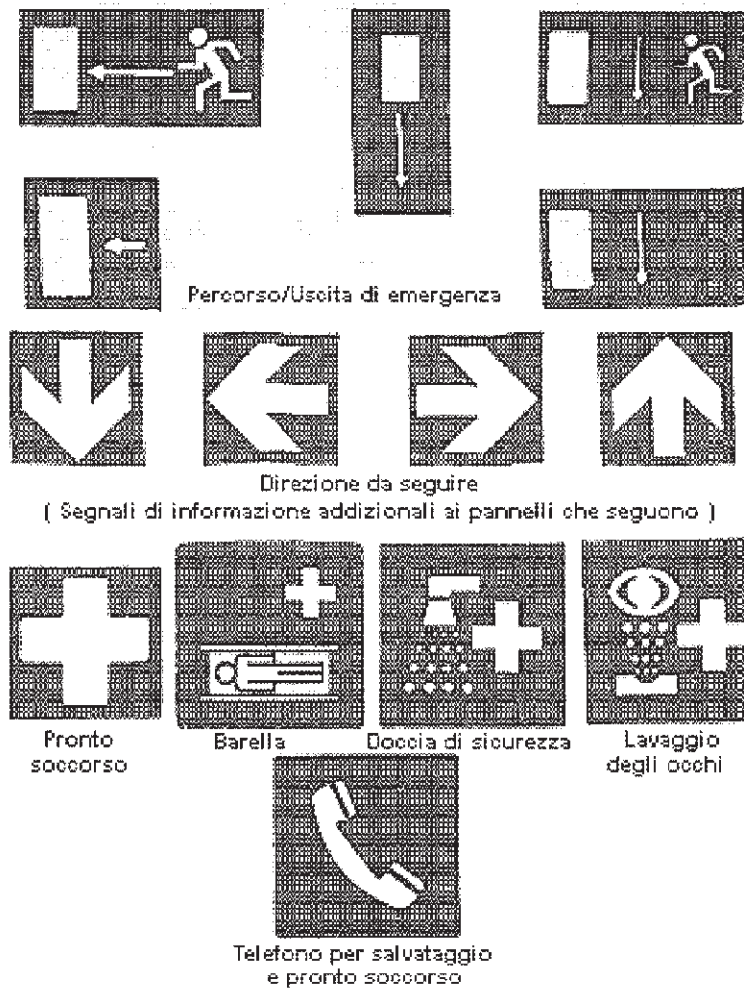 Percorso/Uscita di emergenza
Direzione da seguire
( Segnali di informazione addizionali ai pannelli che seguono )
Pronto
soccorso
Barella
Doccia di sicurezza
Lavaggio
degli occhi
Telefono per salvataggio
e pronto soccorso